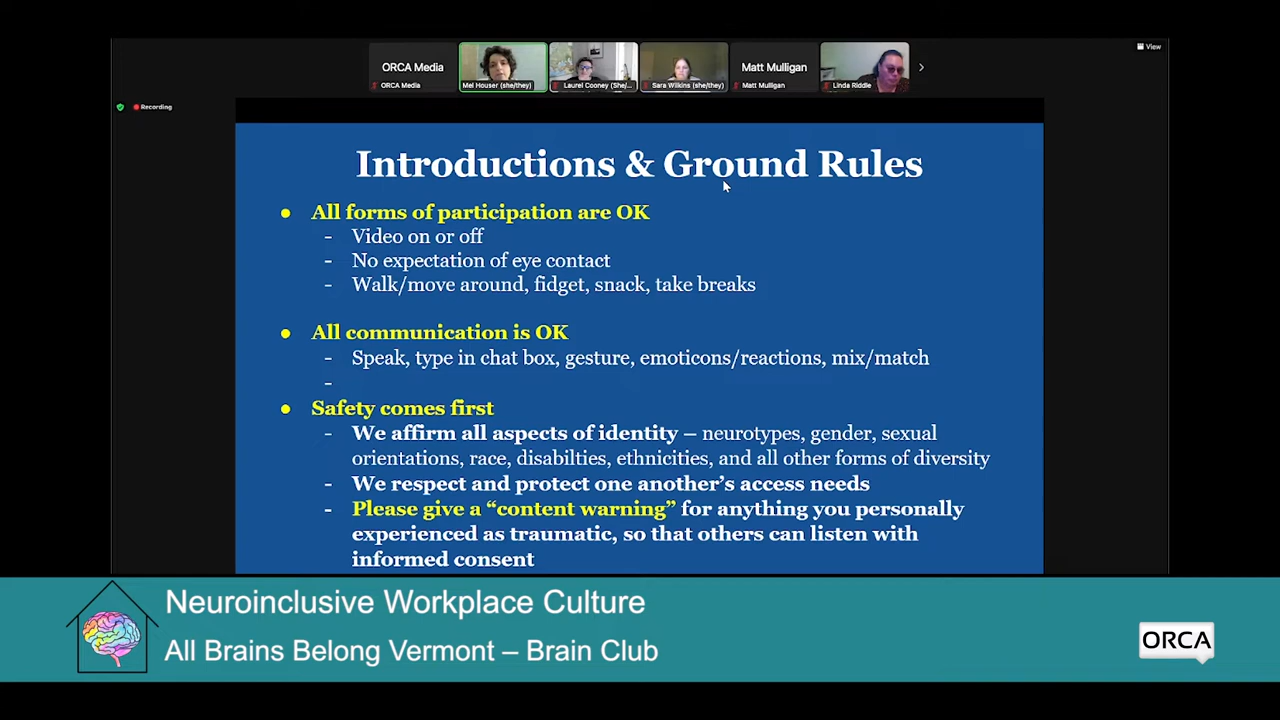 View
ORCA Media
Matt Mulligan
ORCA Media
Mel Houser (she/they)
Laurel Cooney (She/...
Sara Wilkins (she/they)
Matt Mulligan
Linda Riddle
Recording
Introductions & Ground Rules
● All forms of participation are OK
- Video on or off
- No expectation of eye contact
- Walk/move around, fidget, snack, take breaks
● All communication is OK
- Speak, type in chat box, gesture, emoticons/reactions, mix/match
-
● Safety comes first
- We affirm all aspects of identity – neurotypes, gender, sexual
orientations, race, disabilties, ethnicities, and all other forms of diversity
- We respect and protect one another’s access needs
- Please give a “content warning” for anything you personally
experienced as traumatic, so that others can listen with
informed consent
Neuroinclusive Workplace Culture
All Brains Belong Vermont – Brain Club
ORCA